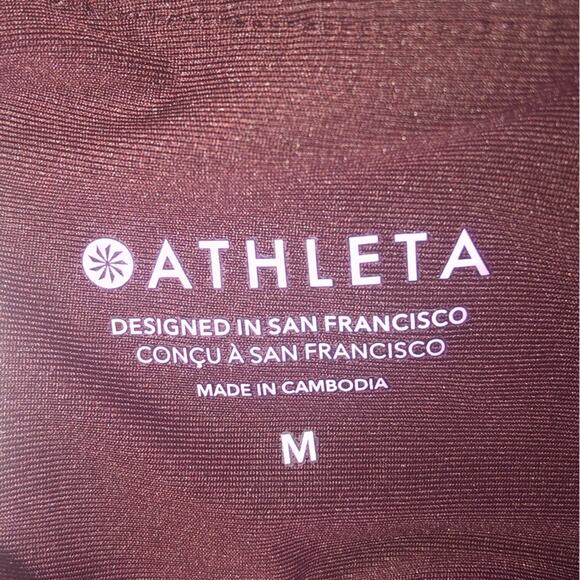 ATHLETA
DESIGNED IN SAN FRANCISCO
CONÇU À SAN FRANCISCO
MADE IN CAMBODIA
M